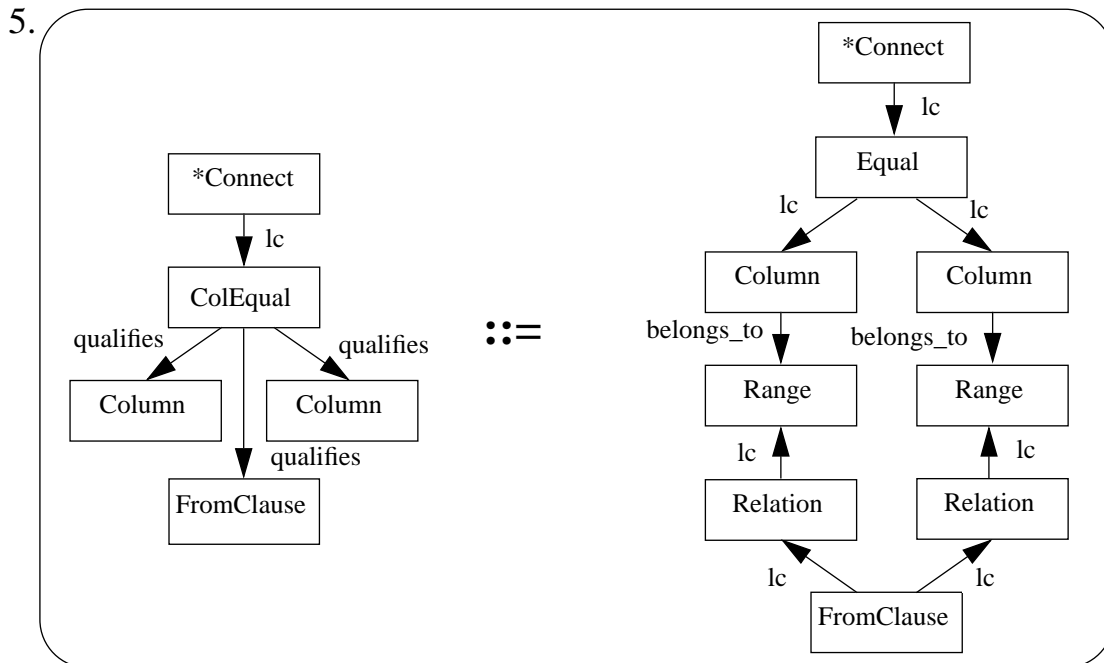 5.
*Connect
lc
ColEqual
qualifies
qualifies
Column
Column
qualifies
FromClause
::=
*Connect
lc
Equal
lc
lc
Column
Column
belongs_to
belongs_to
Range
Range
lc
lc
Relation
Relation
lc
lc
FromClause